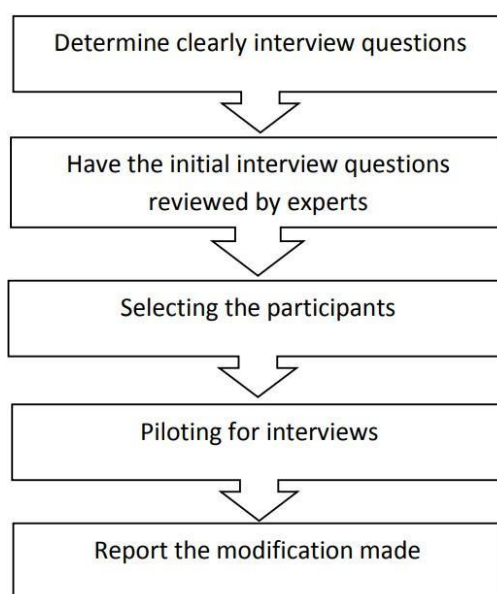 Determine clearly interview questions
Have the initial interview questions
reviewed by experts
Selecting the participants
Piloting for interviews
Report the modification made